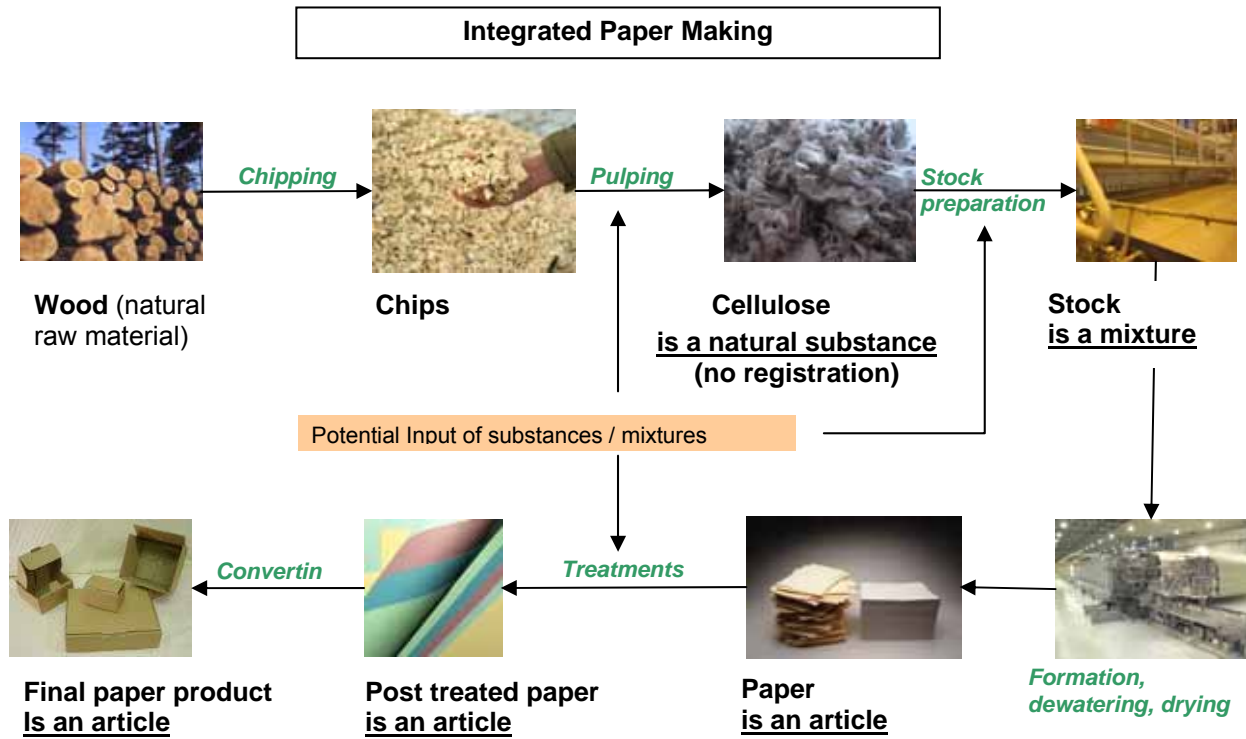 Integrated Paper Making
Chipping
Pulping
Stock
preparation
Wood (natural
raw material)
Chips
Cellulose
is a natural substance
(no registration)
Stock
is a mixture
Potential Input of substances / mixtures
Convertin
Treatments
Final paper product
Is an article
Post treated paper
is an article
Paper
is an article
Formation,
dewatering, drying